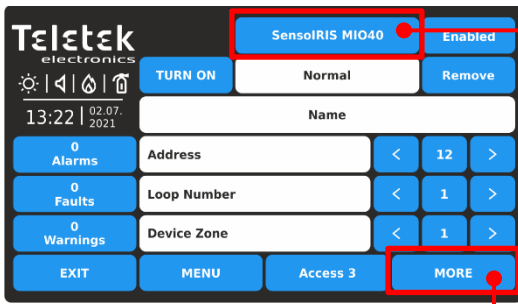 Teletek
electronics
SensoIRIS MIO40
Enabled
TURN ON
Normal
Remove
13:22
02.07.
2021
Name
0
Alarms
Address
<
12
>
0
Faults
Loop Number
<
1
>
0
Warnings
Device Zone
<
1
>
EXIT
MENU
Access 3
MORE